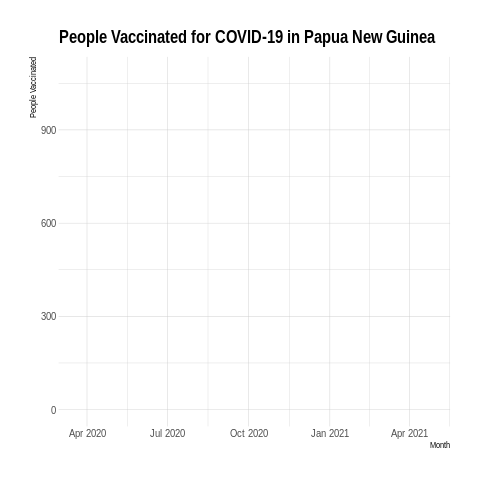 People Vaccinated for COVID-19 in Papua New Guinea
People Vaccinated
900
600
300
0
Apr 2020 Jul 2020 Oct 2020 Jan 2021 Apr 2021
Month